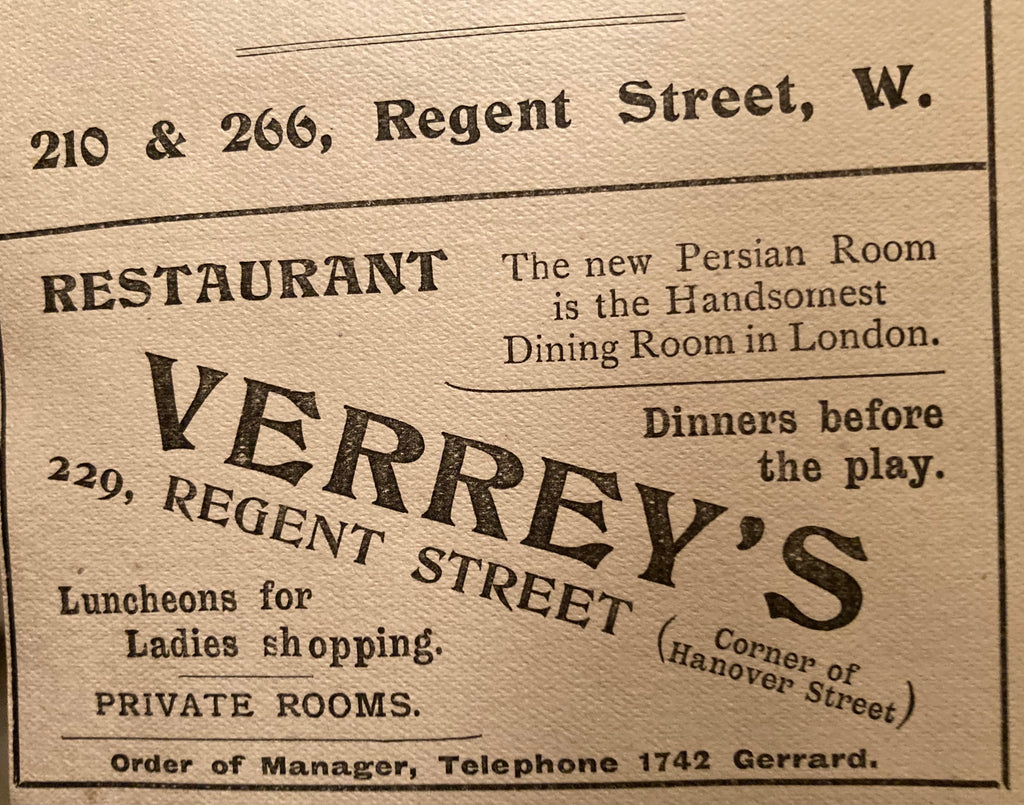 210 & 266, Regent Street, W.
RESTAURANT
The new Persian Room
is the Handsomest
Dining Room in London.
VERREY'S
Dinners before
the play.
229, REGENT STREET
(Corner of
Hanover Street)
Luncheons for
Ladies shopping.
PRIVATE ROOMS.
Order of Manager, Telephone 1742 Gerrard.